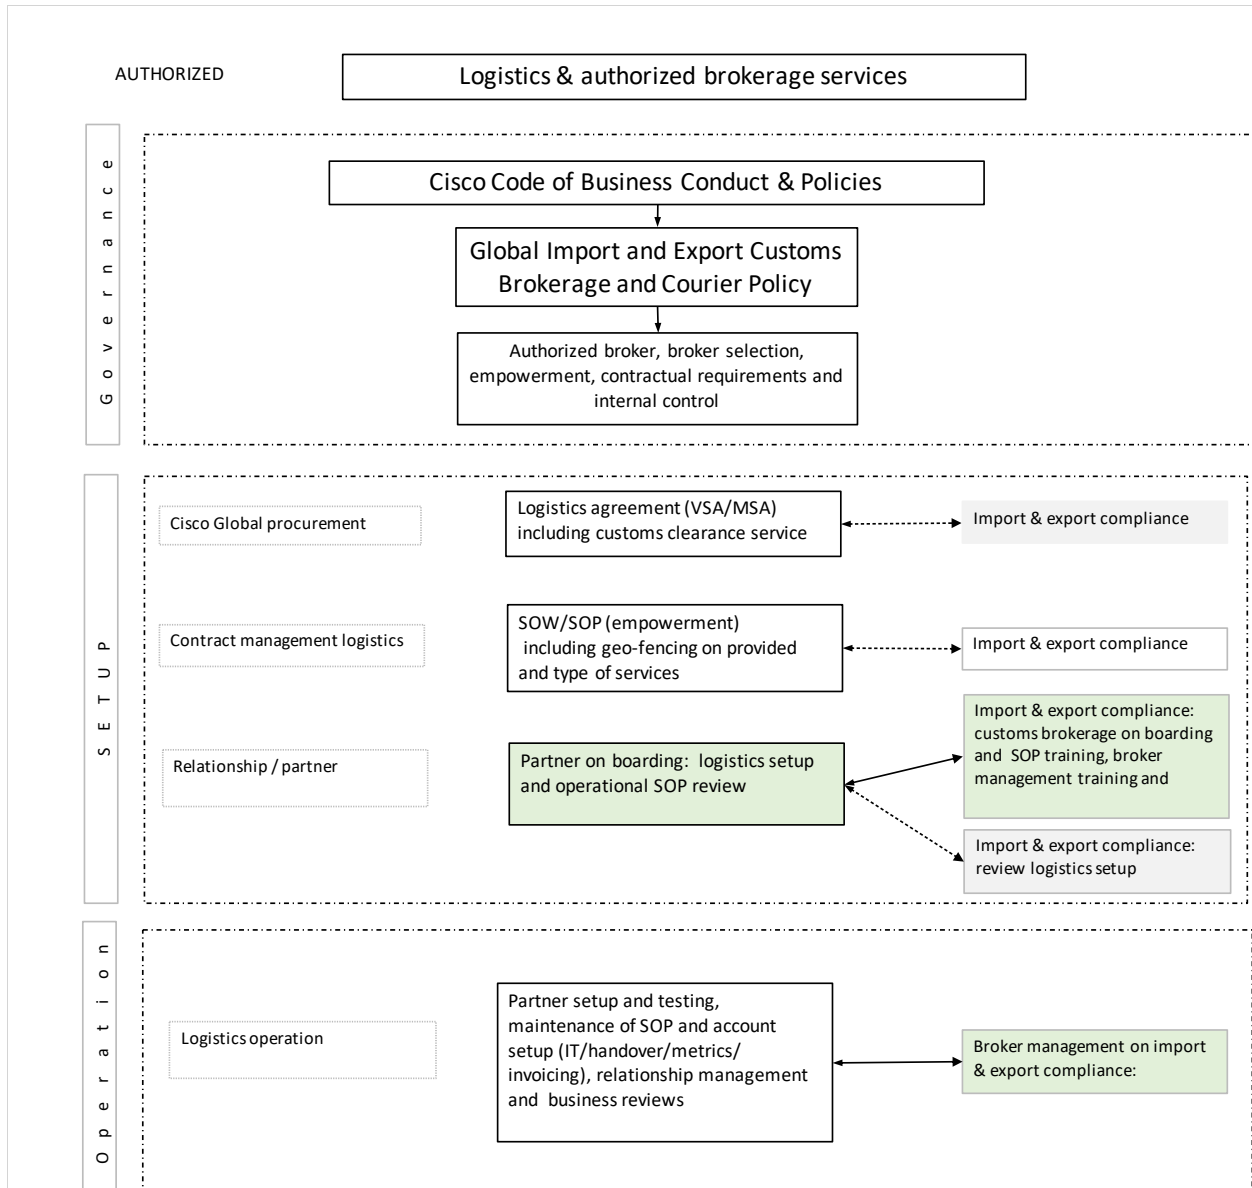 AUTHORIZED
Logistics & authorized brokerage services
Governance
Cisco Code of Business Conduct & Policies
Global Import and Export Customs
Brokerage and Courier Policy
Authorized broker, broker selection,
empowerment, contractual requirements and
internal control
SETUP
Cisco Global procurement
Logistics agreement (VSA/MSA)
including customs clearance service
Import & export compliance
Contract management logistics
SOW/SOP (empowerment)
including geo-fencing on provided
and type of services
Import & export compliance
Relationship / partner
Partner on boarding: logistics setup
and operational SOP review
Import & export compliance:
customs brokerage on boarding
and SOP training, broker
management training and
Import & export compliance:
review logistics setup
Operation
Logistics operation
Partner setup and testing,
maintenance of SOP and account
setup (IT/handover/metrics/
invoicing), relationship management
and business reviews
Broker management on import
& export compliance: